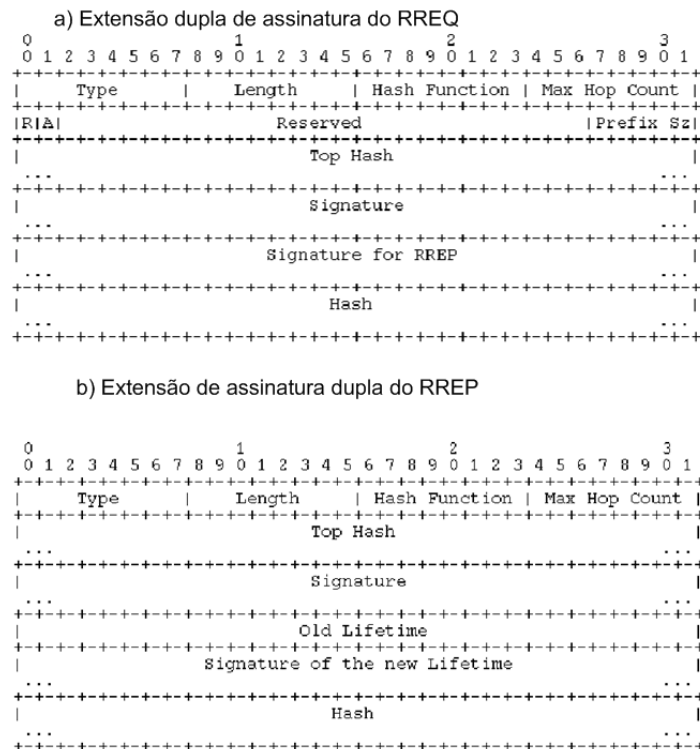 a) Extensão dupla de assinatura do RREQ
0 1 2 3
0 1 2 3 4 5 6 7 8 9 0 1 2 3 4 5 6 7 8 9 0 1 2 3 4 5 6 7 8 9 0 1
+-+-+-+-+-+-+-+-+-+-+-+-+-+-+-+-+-+-+-+-+-+-+-+-+-+-+-+-+-+-+-+-+
| Type | Length | Hash Function | Max Hop Count |
+-+-+-+-+-+-+-+-+-+-+-+-+-+-+-+-+-+-+-+-+-+-+-+-+-+-+-+-+-+-+-+-+
|R|A| Reserved |Prefix Sz|
+-+-+-+-+-+-+-+-+-+-+-+-+-+-+-+-+-+-+-+-+-+-+-+-+-+-+-+-+-+-+-+-+
| Top Hash |
... ...
+-+-+-+-+-+-+-+-+-+-+-+-+-+-+-+-+-+-+-+-+-+-+-+-+-+-+-+-+-+-+-+-+
| Signature |
... ...
+-+-+-+-+-+-+-+-+-+-+-+-+-+-+-+-+-+-+-+-+-+-+-+-+-+-+-+-+-+-+-+-+
| Signature for RREP |
... ...
+-+-+-+-+-+-+-+-+-+-+-+-+-+-+-+-+-+-+-+-+-+-+-+-+-+-+-+-+-+-+-+-+
| Hash |
... ...
+-+-+-+-+-+-+-+-+-+-+-+-+-+-+-+-+-+-+-+-+-+-+-+-+-+-+-+-+-+-+-+-+
b) Extensão de assinatura dupla do RREP
0 1 2 3
0 1 2 3 4 5 6 7 8 9 0 1 2 3 4 5 6 7 8 9 0 1 2 3 4 5 6 7 8 9 0 1
+-+-+-+-+-+-+-+-+-+-+-+-+-+-+-+-+-+-+-+-+-+-+-+-+-+-+-+-+-+-+-+-+
| Type | Length | Hash Function | Max Hop Count |
+-+-+-+-+-+-+-+-+-+-+-+-+-+-+-+-+-+-+-+-+-+-+-+-+-+-+-+-+-+-+-+-+
| Top Hash |
... ...
+-+-+-+-+-+-+-+-+-+-+-+-+-+-+-+-+-+-+-+-+-+-+-+-+-+-+-+-+-+-+-+-+
| Signature |
... ...
+-+-+-+-+-+-+-+-+-+-+-+-+-+-+-+-+-+-+-+-+-+-+-+-+-+-+-+-+-+-+-+-+
| Old Lifetime |
+-+-+-+-+-+-+-+-+-+-+-+-+-+-+-+-+-+-+-+-+-+-+-+-+-+-+-+-+-+-+-+-+
| Signature of the new Lifetime |
... ...
+-+-+-+-+-+-+-+-+-+-+-+-+-+-+-+-+-+-+-+-+-+-+-+-+-+-+-+-+-+-+-+-+
| Hash |
... ...
+-+-+-+-+-+-+-+-+-+-+-+-+-+-+-+-+-+-+-+-+-+-+-+-+-+-+-+-+-+-+-+-+